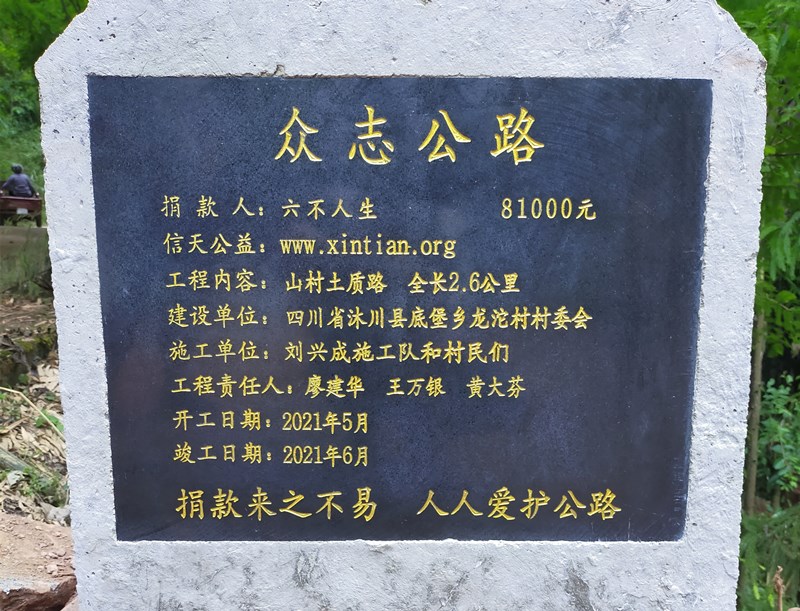 众志公路
捐款人：六不人生 81000元
信天公益：www.xintian.org
工程内容：山村土质路 全长2.6公里
建设单位：四川省沐川县底堡乡龙沱村村委会
施工单位：刘兴成施工队和村民们
工程责任人：廖建华 王万银 黄大芬
开工日期：2021年5月
竣工日期：2021年6月
捐款来之不易 人人爱护公路